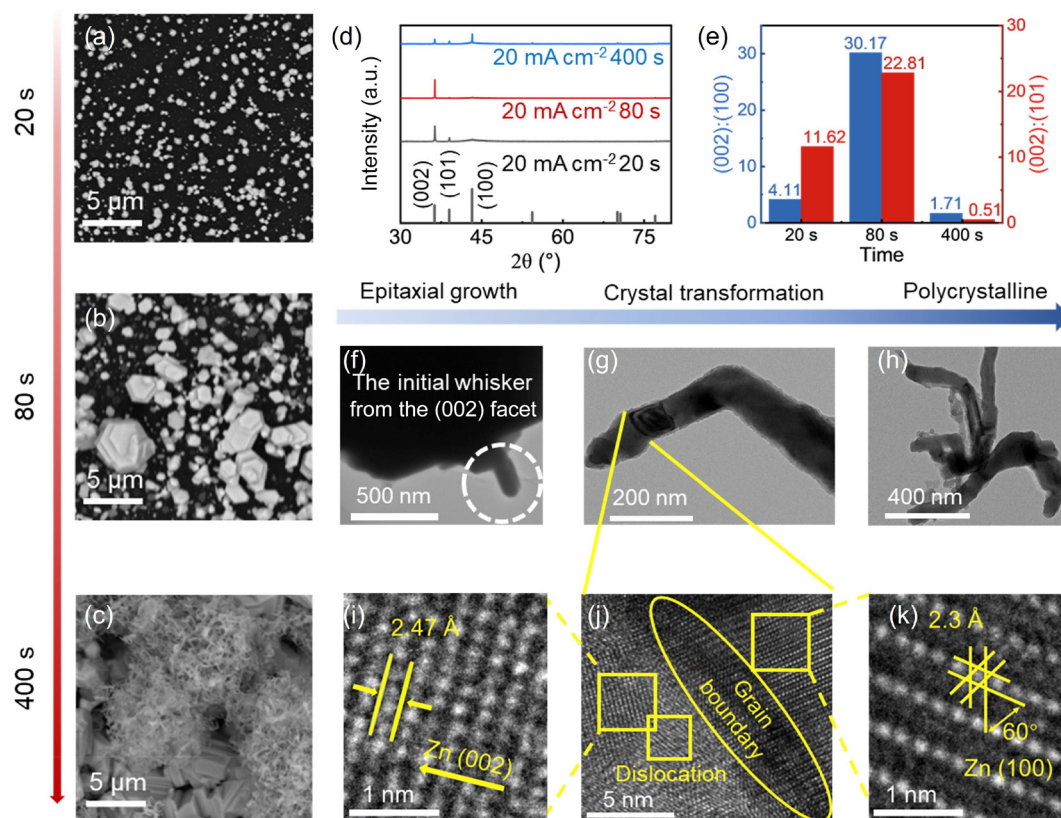 20 s
80 s
400 s
(a)
5 µm
(b)
5 µm
(c)
5 µm
(d)
Intensity (a.u.)
20 mA cm-2 400 s
20 mA cm-2 80 s
20 mA cm-2 20 s
(002)
(101)
(100)
30 45 60 75
2θ (°)
(e)
(002):(100)
30
20
10
0
4.11
11.62
30.17
22.81
1.71
0.51
30
20
10
0
(002):(101)
20 s 80 s 400 s
Time
Epitaxial growth Crystal transformation Polycrystalline
(f)
The initial whisker
from the (002) facet
500 nm
(g)
200 nm
(h)
400 nm
(i)
2.47 Å
Zn (002)
1 nm
(j)
Grain
boundary
Dislocation
5 nm
(k)
2.3 Å
60°
Zn (100)
1 nm